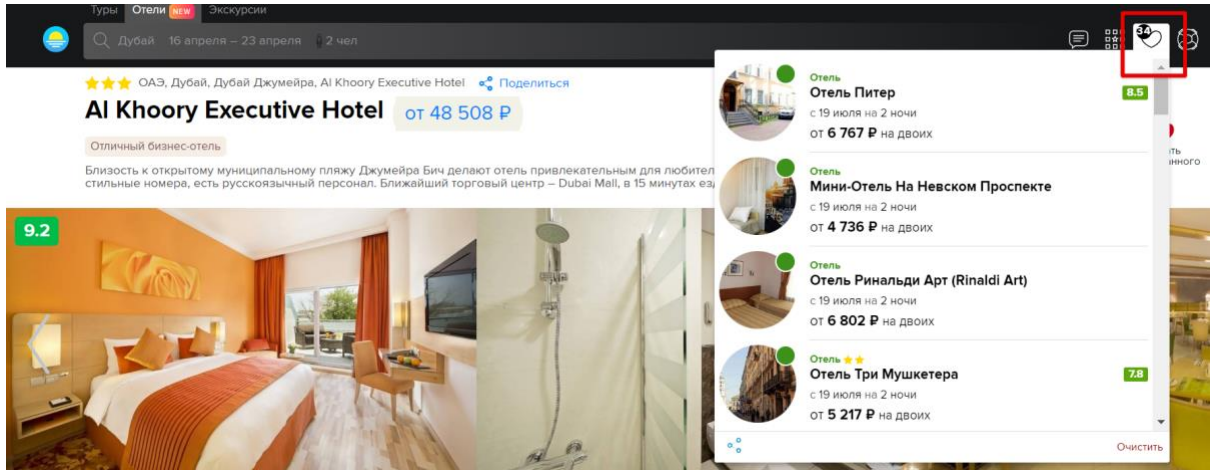 Туры Отели NEW Экскурсии
Дубай 16 апреля – 23 апреля 2 чел
34
ОАЭ, Дубай, Дубай Джумейра, Al Khoory Executive Hotel Поделиться
Al Khoory Executive Hotel от 48 508 ₽
Отличный бизнес-отель
Близость к открытому муниципальному пляжу Джумейра Бич делают отель привлекательным для
стильные номера, есть русскоязычный персонал. Ближайший торговый центр – Dubai Mall, в 15 минутах
9.2
Отель
Отель Питер 8.5
с 19 июля на 2 ночи
от 6 767 ₽ на двоих
Отель
Мини-Отель На Невском Проспекте
с 19 июля на 2 ночи
от 4 736 ₽ на двоих
Отель
Отель Ринальди Арт (Rinaldi Art)
с 19 июля на 2 ночи
от 6 802 ₽ на двоих
Отель
Отель Три Мушкетера 7.8
с 19 июля на 2 ночи
от 5 217 ₽ на двоих
Очистить